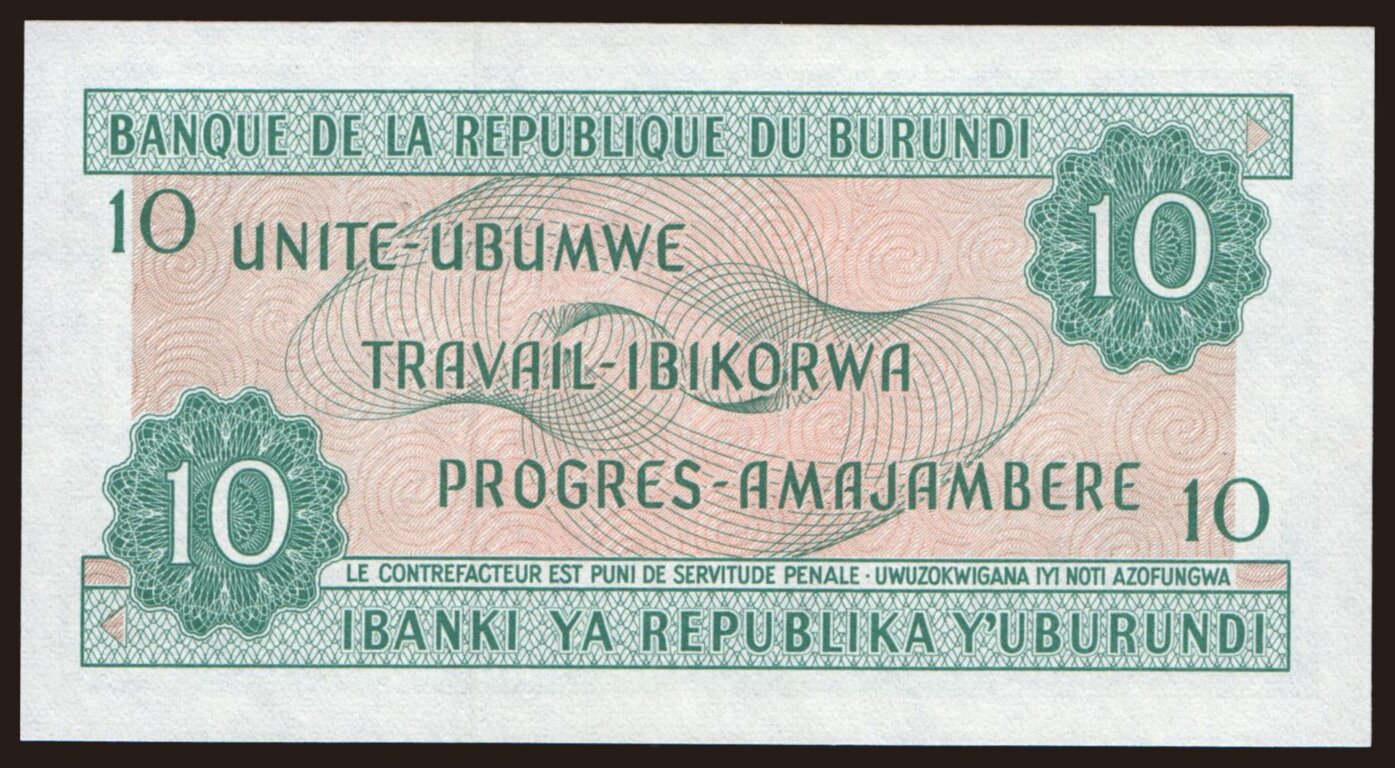 BANQUE DE LA REPUBLIQUE DU BURUNDI
10
10
UNITE-UBUMWE
TRAVAIL-IBIKORWA
PROGRES-AMAJAMBERE
10
10
LE CONTREFACTEUR EST PUNI DE SERVITUDE PENALE · UWUZOKWIGANA IYI NOTI AZOFUNGWA
IBANKI YA REPUBLIKA Y'UBURUNDI